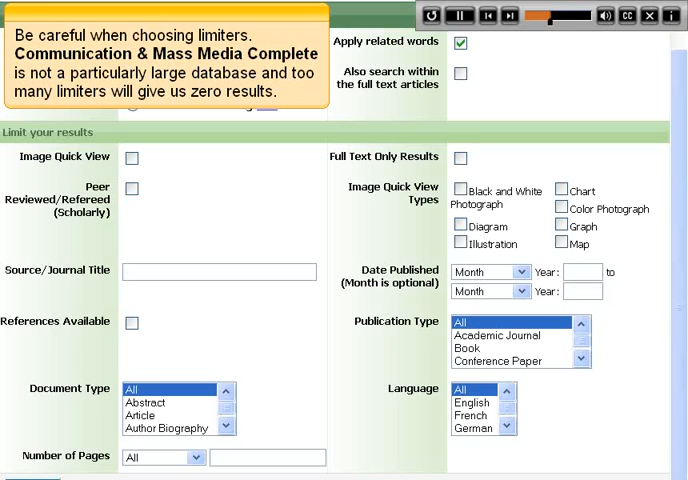 Be careful when choosing limiters.
Communication & Mass Media Complete
is not a particularly large database and too
many limiters will give us zero results.
CC
Apply related words
Also search within
the full text articles
Limit your results
Image Quick View
Full Text Only Results
Peer
Reviewed/Refereed
(Scholarly)
Image Quick View
Types
Black and White
Photograph
Chart
Color Photograph
Diagram
Graph
Illustration
Map
Source/Journal Title
Date Published
(Month is optional)
Month
Year:
to
Month
Year:
References Available
Publication Type
All
Academic Journal
Book
Conference Paper
Document Type
All
Abstract
Article
Author Biography
Language
All
English
French
German
Number of Pages
All